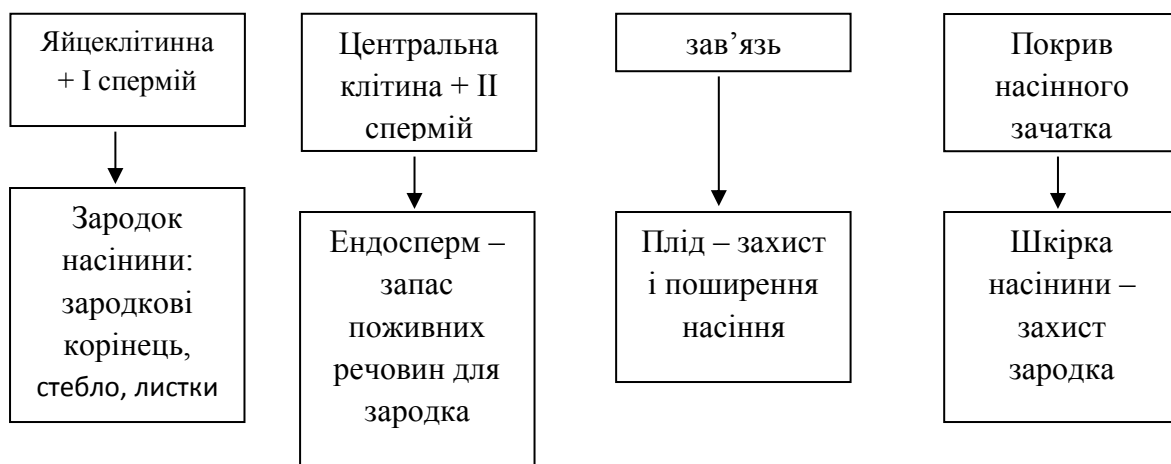 Яйцеклітинна
+ І спермій
Центральна
клітина + ІІ
спермій
зав’язь
Покрив
насінного
зачатка
Зародок
насінини:
зародкові
корінець,
стебло, листки
Ендосперм –
запас
поживних
речовин для
зародка
Плід – захист
і поширення
насіння
Шкірка
насінини –
захист
зародка